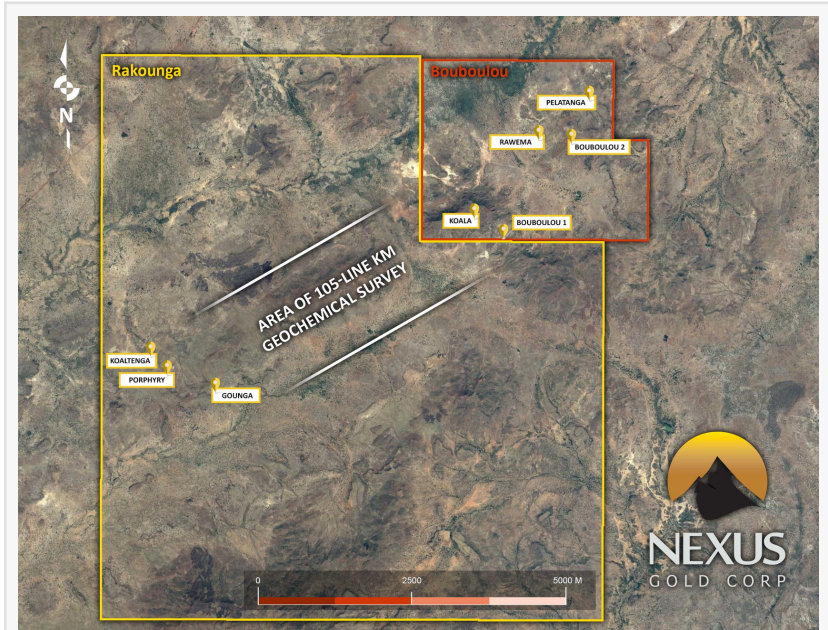 Rakounga
Bouboulou
PELATANGA
N
RAWEMA
BOUBOULOU 2
KOALA
BOUBOULOU 1
AREA OF 105-LINE KM
GEOCHEMICAL SURVEY
KOALTENGA
PORPHYRY
GOUNGA
NEXUS
GOLD CORP
0
2500
5000 M